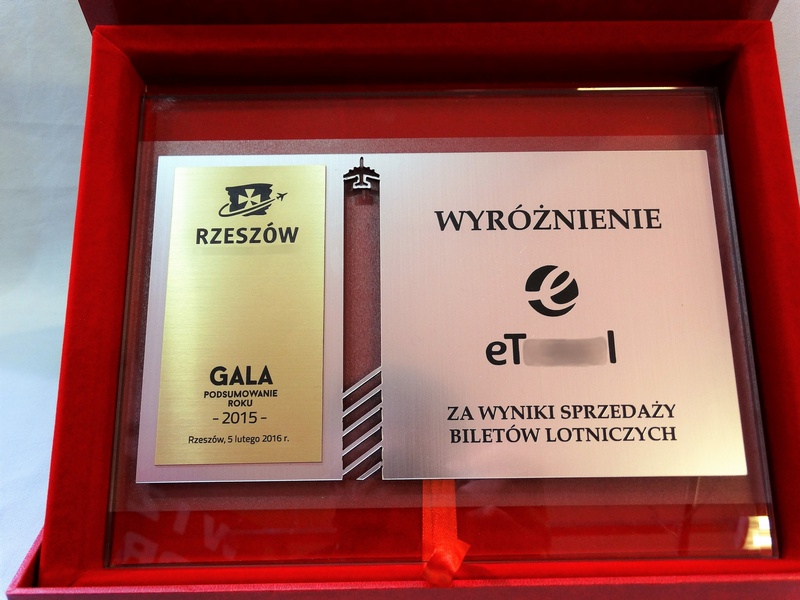 RZESZÓW
GALA
PODSUMOWANIE
ROKU
- 2015 -
Rzeszów, 5 lutego 2016 r.
WYRÓŻNIENIE
ZA WYNIKI SPRZEDAŻY
BILETÓW LOTNICZYCH